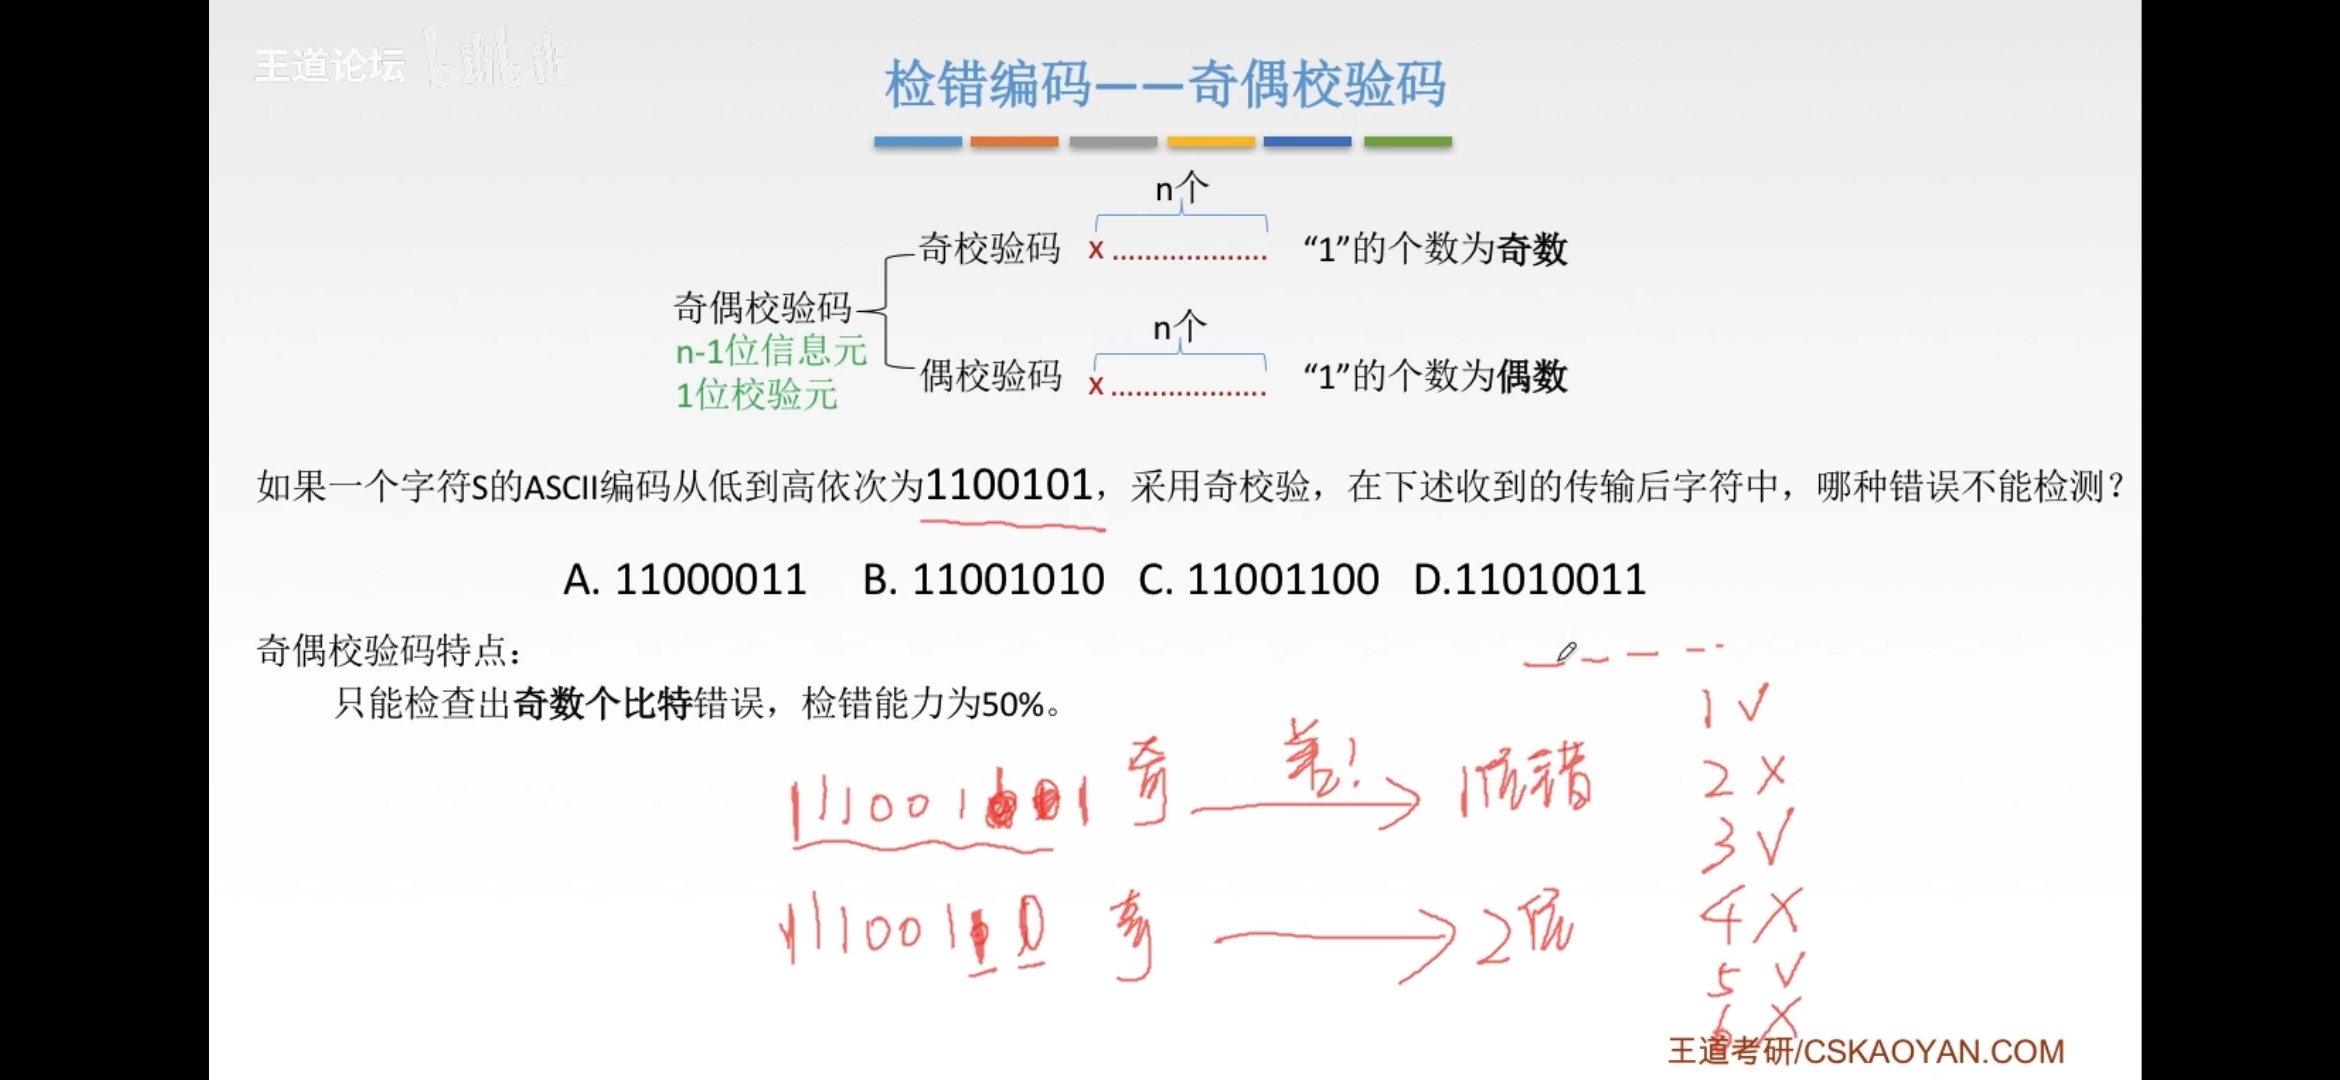 王道论坛 bilibili
检错编码——奇偶校验码
n个
奇校验码 x................... “1”的个数为奇数
奇偶校验码
n-1位信息元
1位校验元
n个
偶校验码 x................... “1”的个数为偶数
如果一个字符S的ASCII编码从低到高依次为1100101，采用奇校验，在下述收到的传输后字符中，哪种错误不能检测？
A. 11000011 B. 11001010 C. 11001100 D.11010011
奇偶校验码特点：
只能检查出奇数个比特错误，检错能力为50%。
1 √
2 X
3 √
4 X
5 √
6 X
奇 差！ 1位错
奇 2位
王道考研/CSKAOYAN.COM